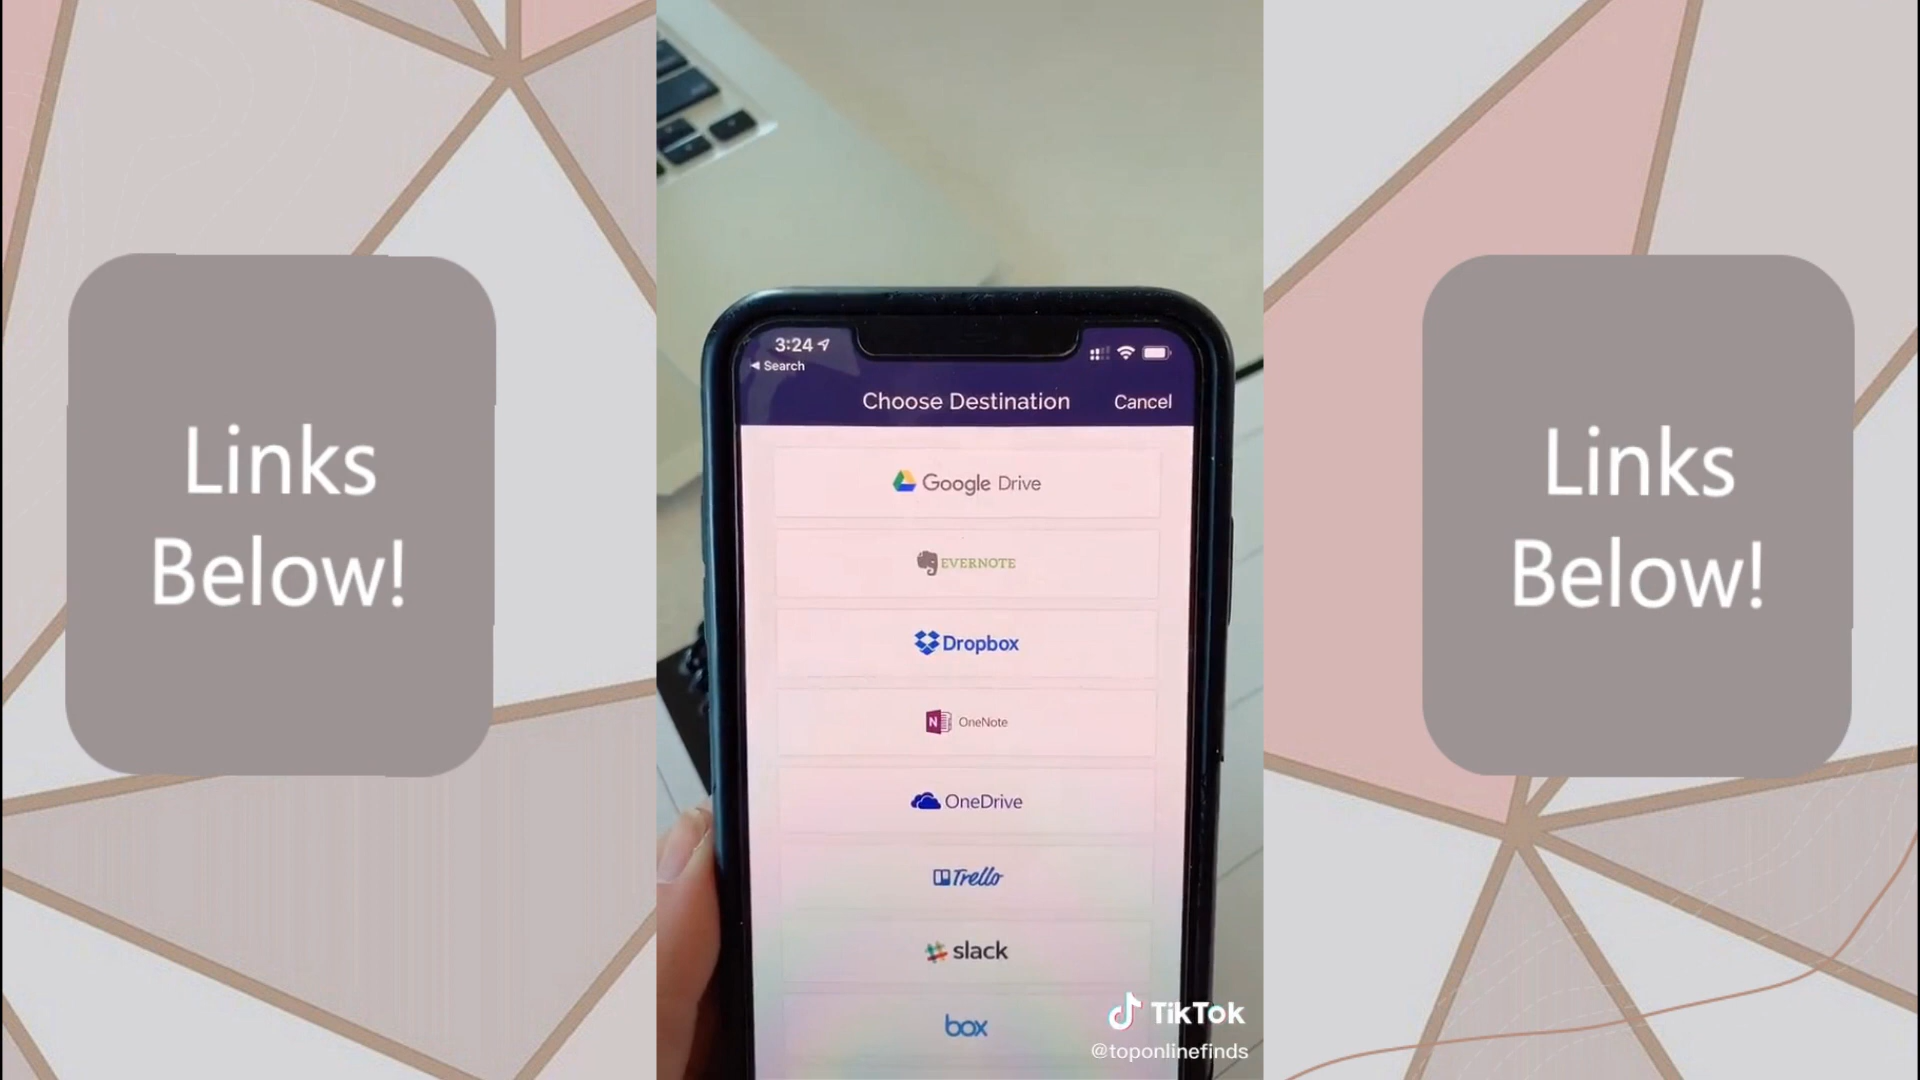 Links
Below!
3:24
Search
Choose Destination
Cancel
Google Drive
EVERNOTE
Dropbox
N OneNote
OneDrive
Trello
slack
box
TikTok
@toponlinefinds
Links
Below!